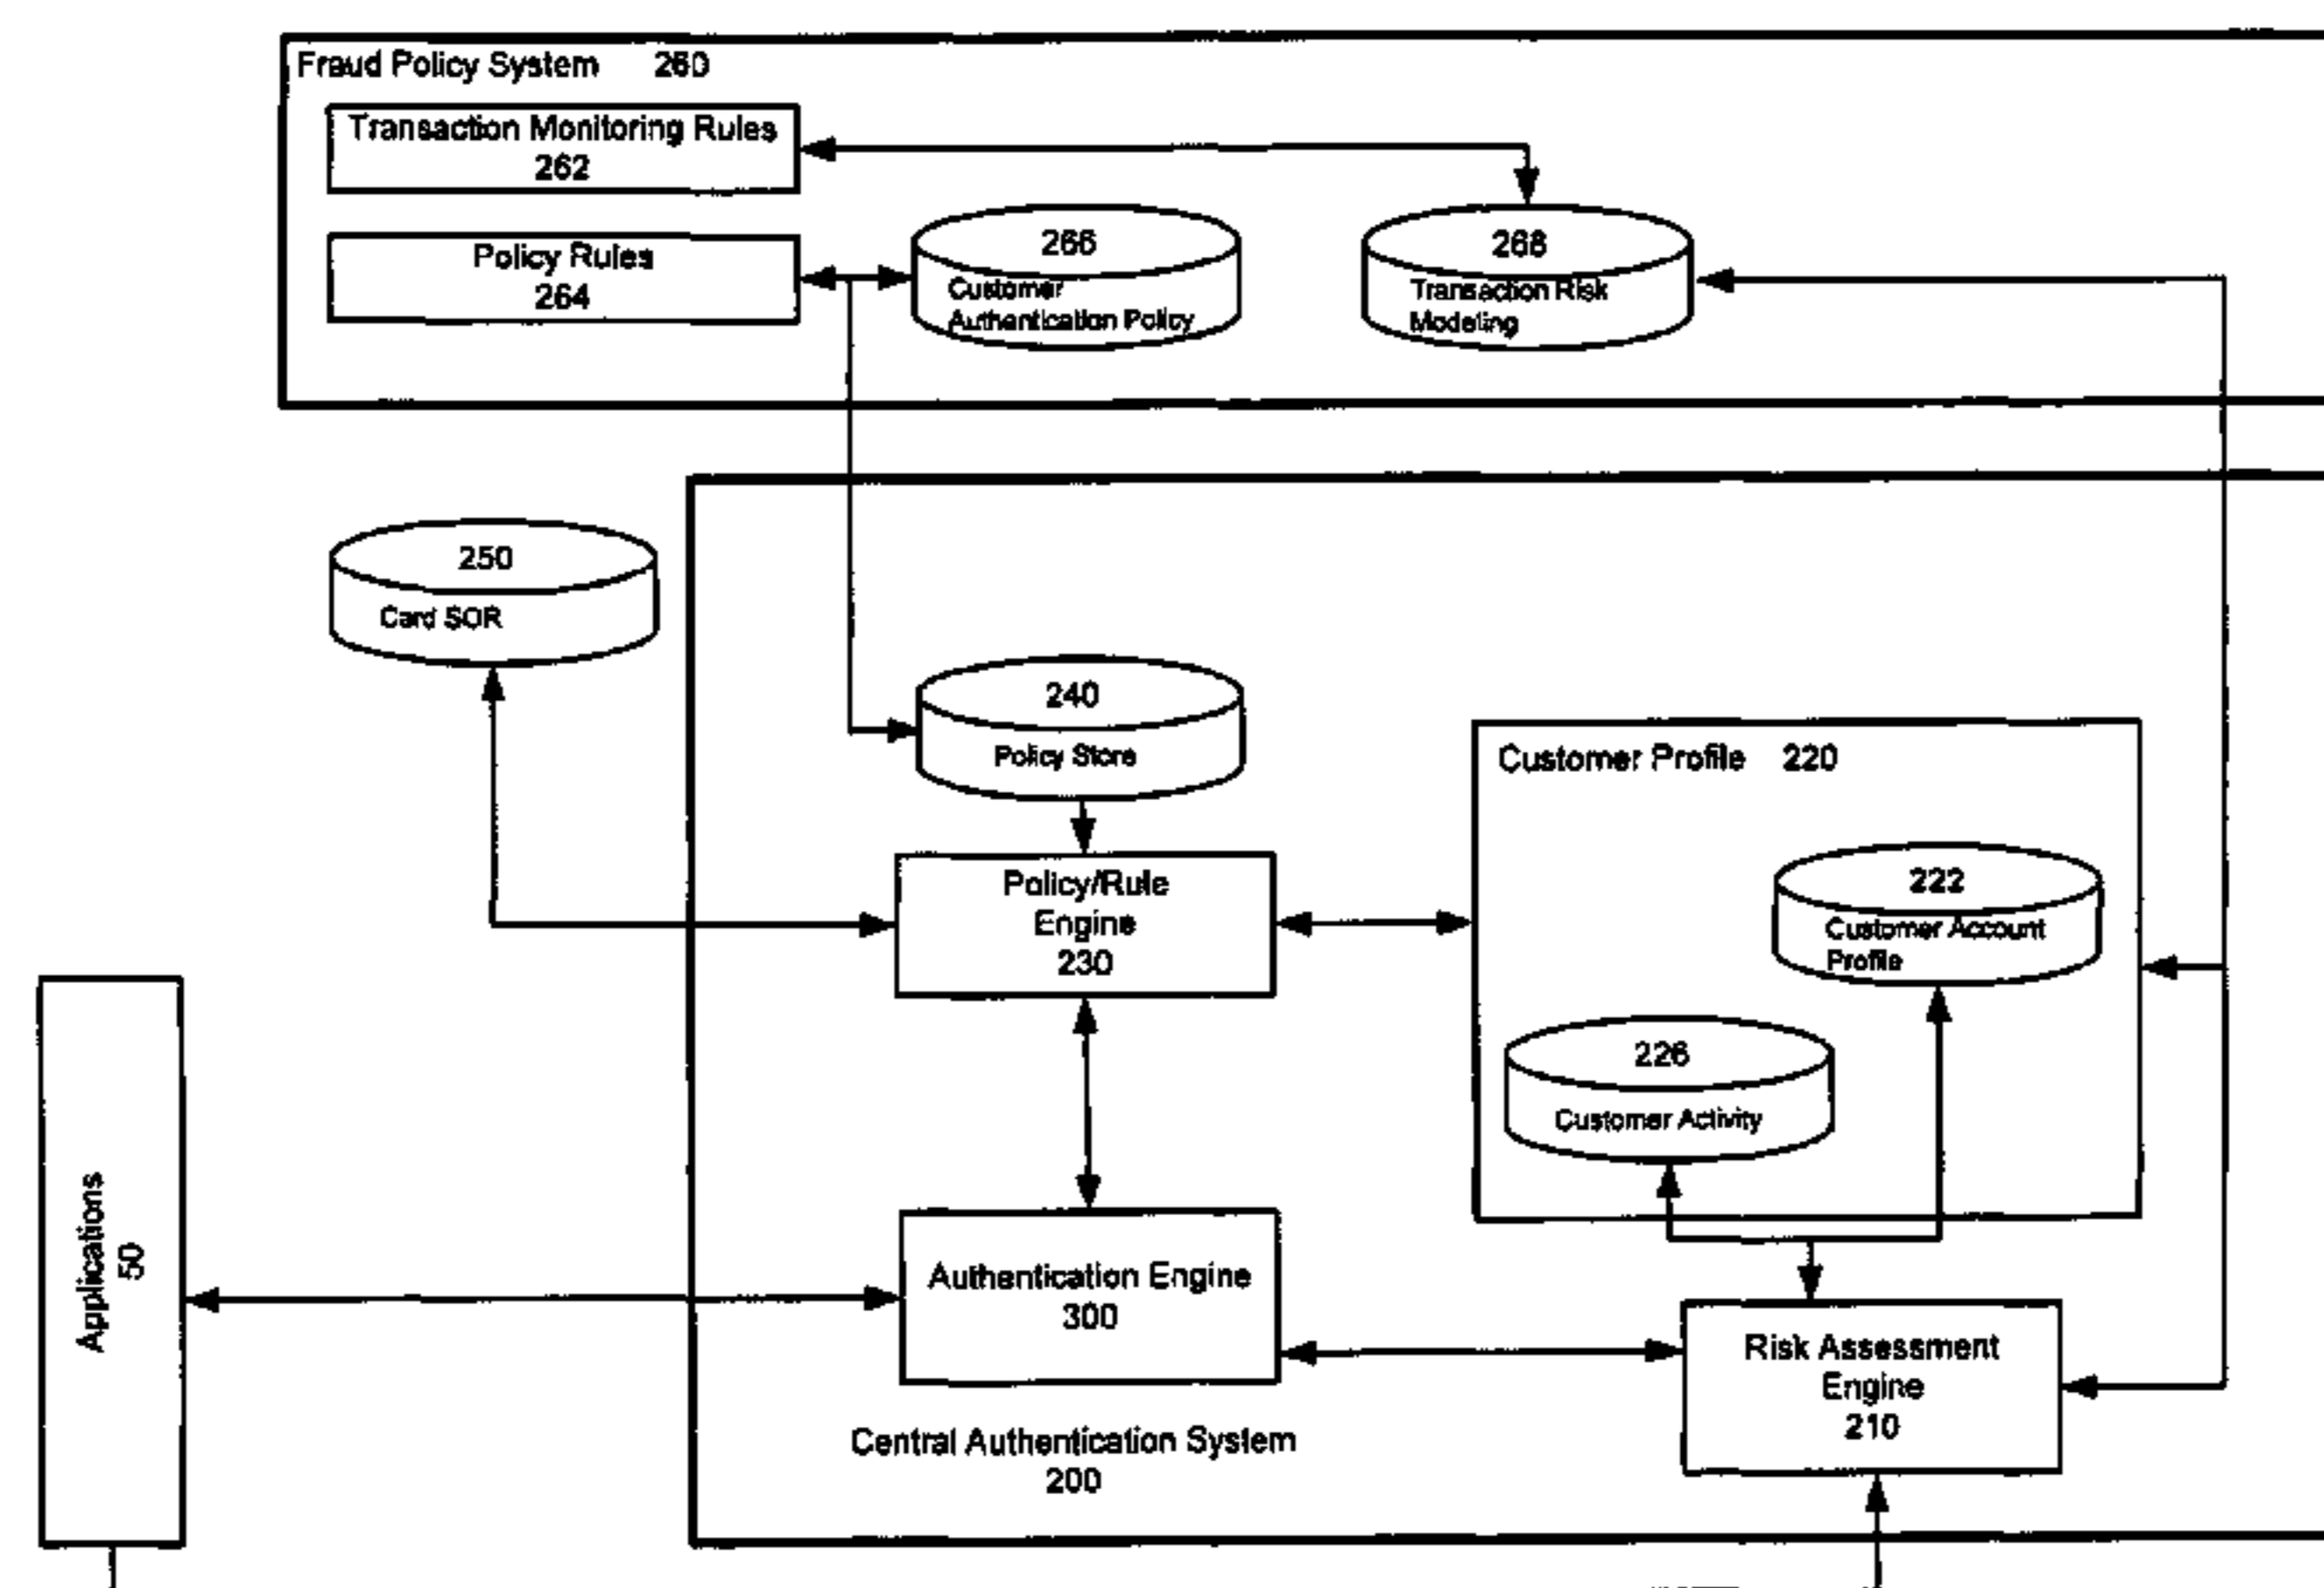 Fraud Policy System 260
Transaction Monitoring Rules
262
Policy Rules
264
266
Customer
Authentication Policy
268
Transaction Risk
Modeling
250
Card SOR
240
Policy Store
Customer Profile 220
Policy/Rule
Engine
230
222
Customer Account
Profile
226
Customer Activity
Applications
50
Authentication Engine
300
Risk Assessment
Engine
210
Central Authentication System
200